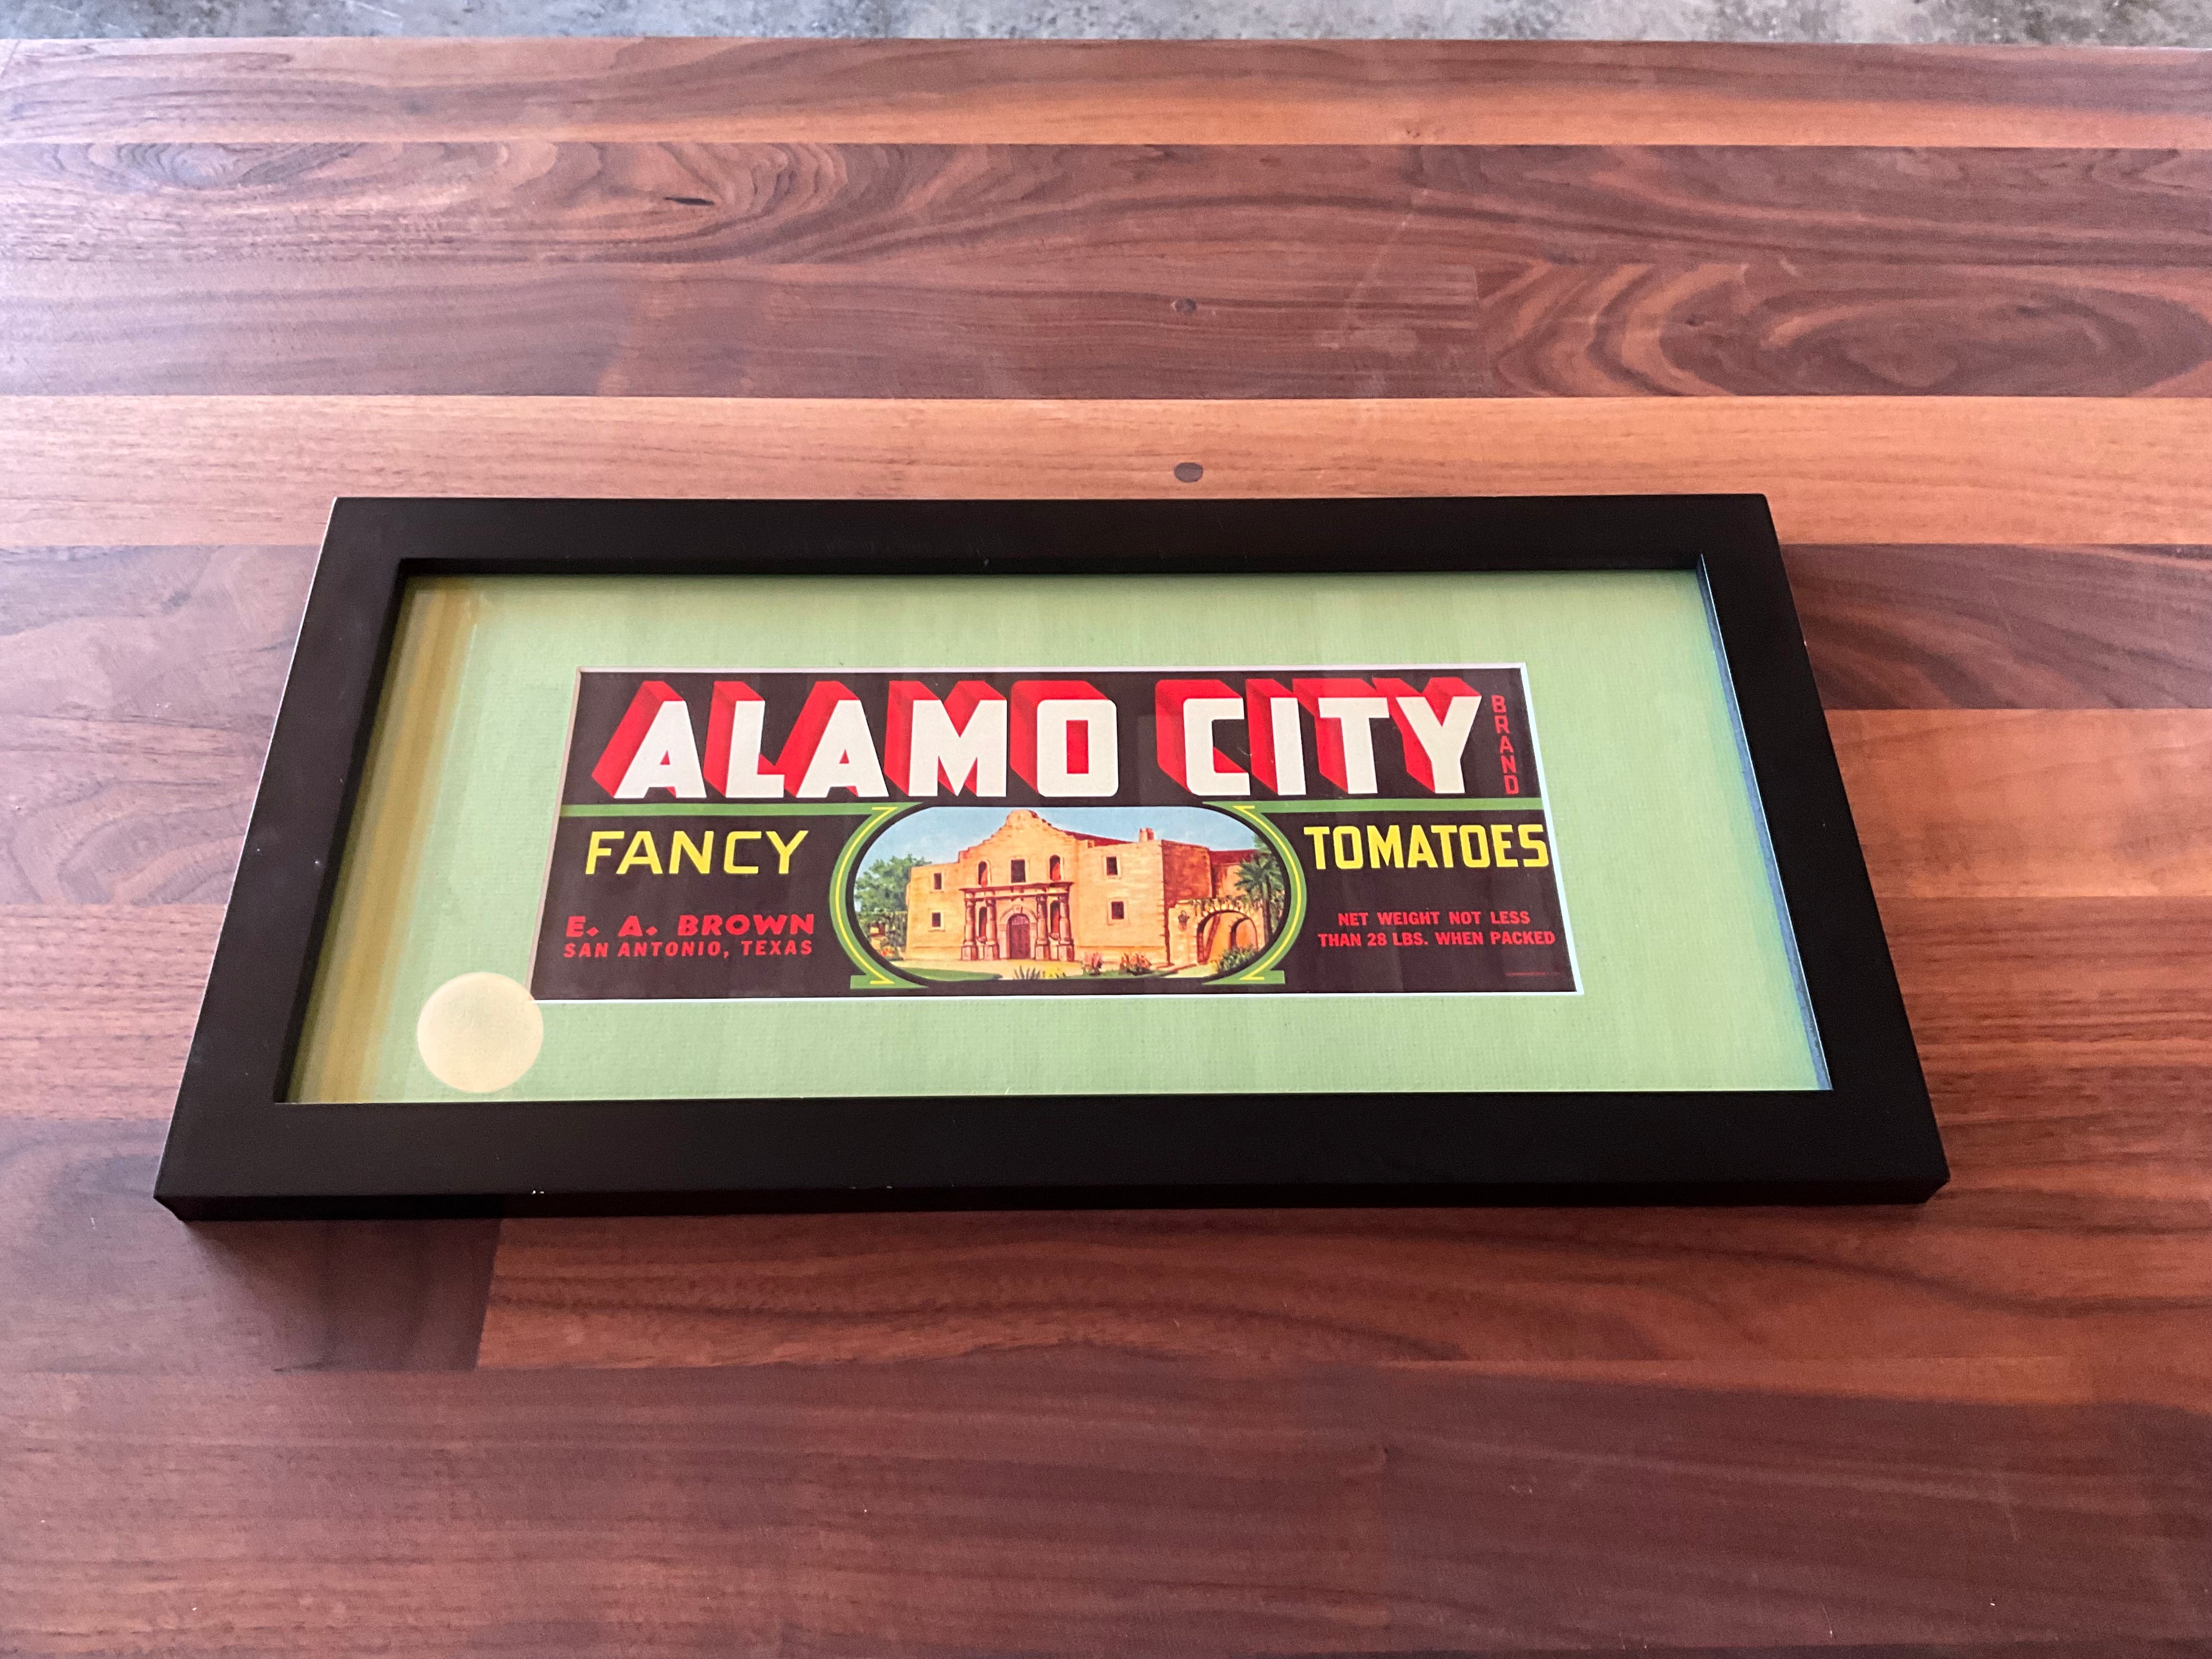 ALAMO CITY
BRAND
FANCY
TOMATOES
E. A. BROWN
SAN ANTONIO, TEXAS
NET WEIGHT NOT LESS
THAN 28 LBS. WHEN PACKED